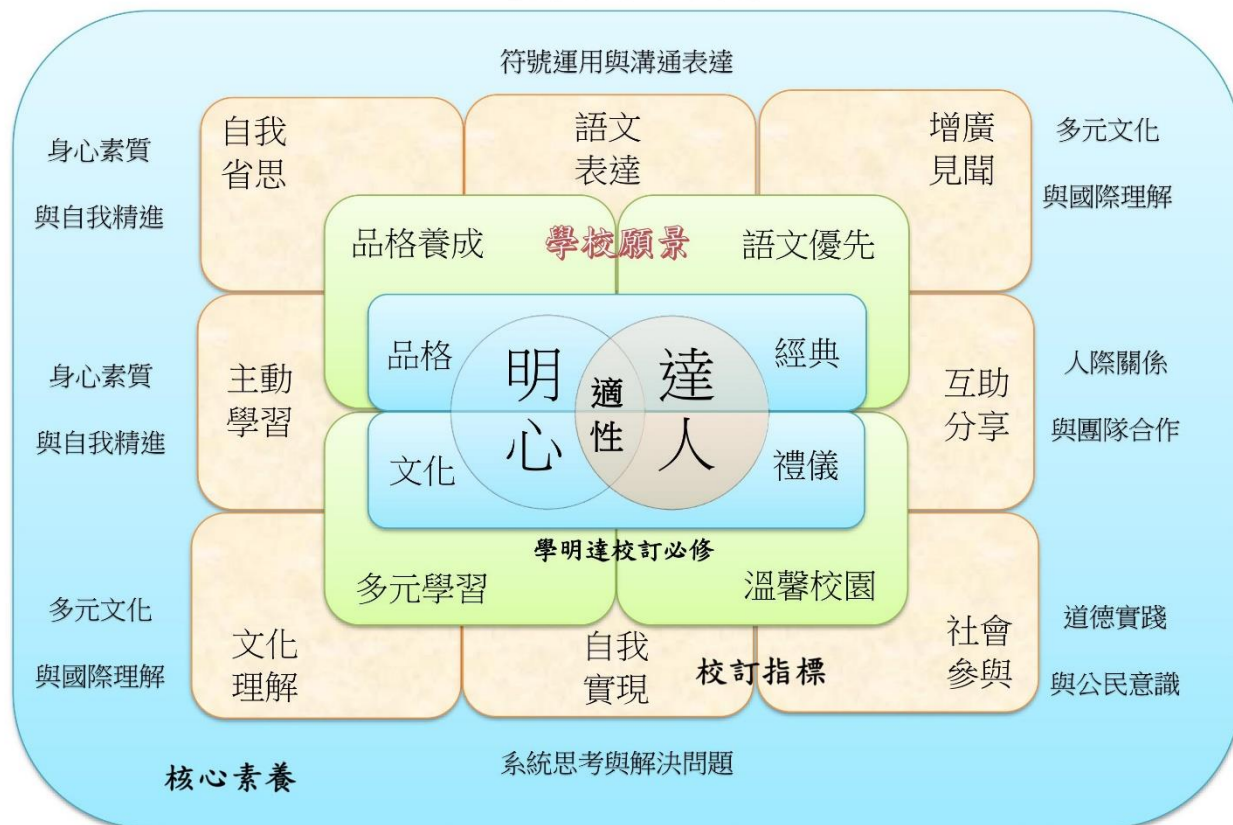 符號運用與溝通表達
身心素質
與自我精進
自我
省思
語文
表達
增廣
見聞
多元文化
與國際理解
品格養成
學校願景
語文優先
身心素質
與自我精進
主動
學習
品格
明心
適性
達人
經典
文化
禮儀
互助
分享
人際關係
與團隊合作
學明達校訂必修
多元學習
溫馨校園
多元文化
與國際理解
文化
理解
自我
實現
校訂指標
社會
參與
道德實踐
與公民意識
核心素養
系統思考與解決問題